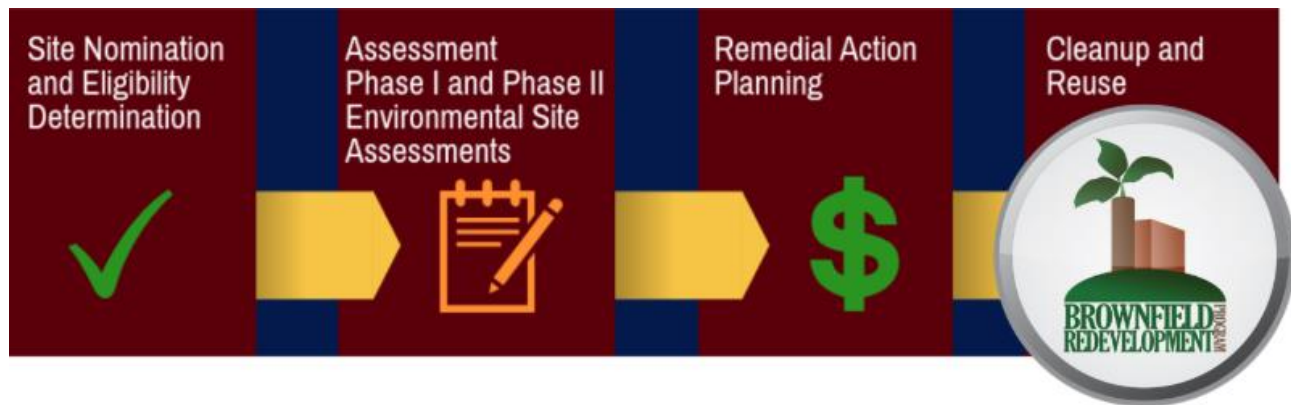 Site Nomination
and Eligibility
Determination
Assessment
Phase I and Phase II
Environmental Site
Assessments
Remedial Action
Planning
$
Cleanup and
Reuse
BROWNFIELD
REDEVELOPMENT
PROGRAM